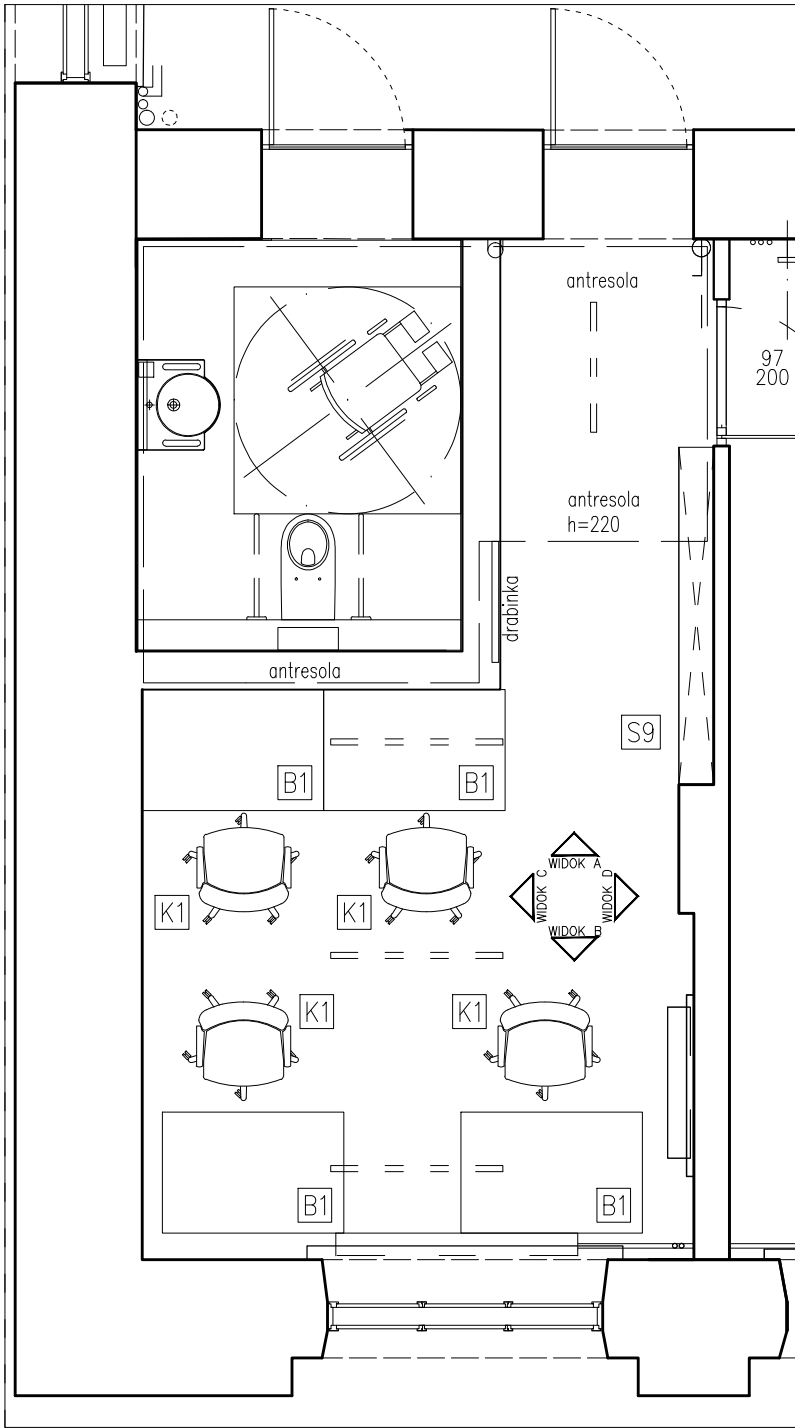 antresola
97
200
antresola
h=220
drabinka
antresola
S9
B1
B1
WIDOK A
WIDOK C
WIDOK D
WIDOK B
K1
K1
K1
K1
B1
B1